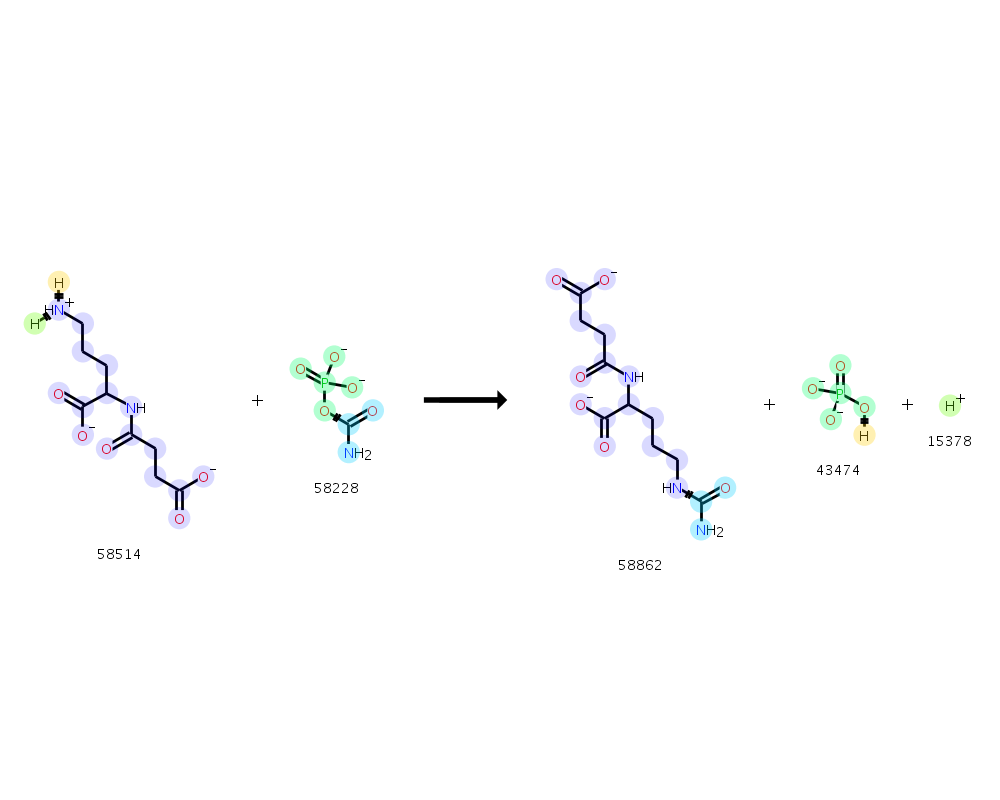 H
HN+
H
O
O-
NH
O
O-
O
58514
+
O-
O
P
O-
O
O
NH2
58228
O
O-
O
NH
O-
O
HN
O
NH2
58862
+
O
O-
P
O
O-
H
43474
+
H+
15378